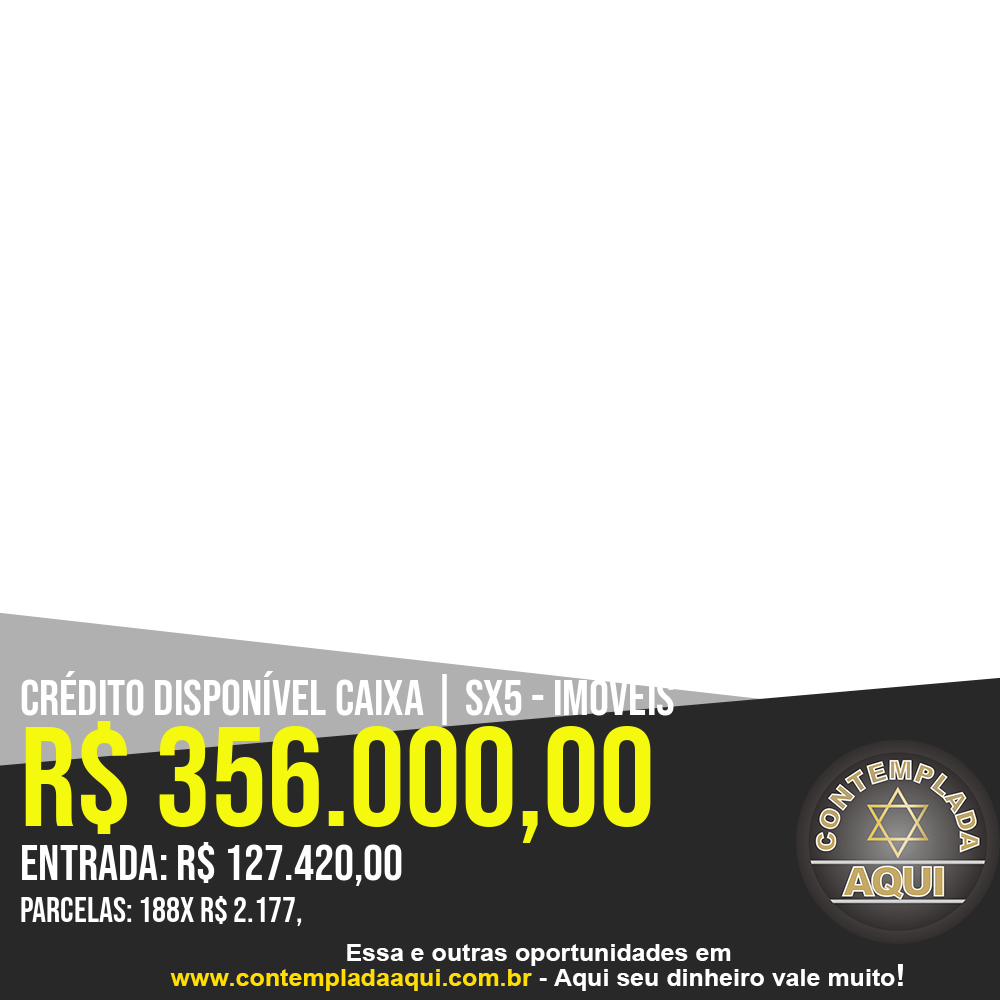 CRÉDITO DISPONÍVEL CAIXA | SX5 - IMÓVEIS
R$ 356.000,00
ENTRADA: R$ 127.420,00
PARCELAS: 188X R$ 2.177,
CONTEMPLADA
AQUI
Essa e outras oportunidades em
www.contempladaaqui.com.br - Aqui seu dinheiro vale muito!